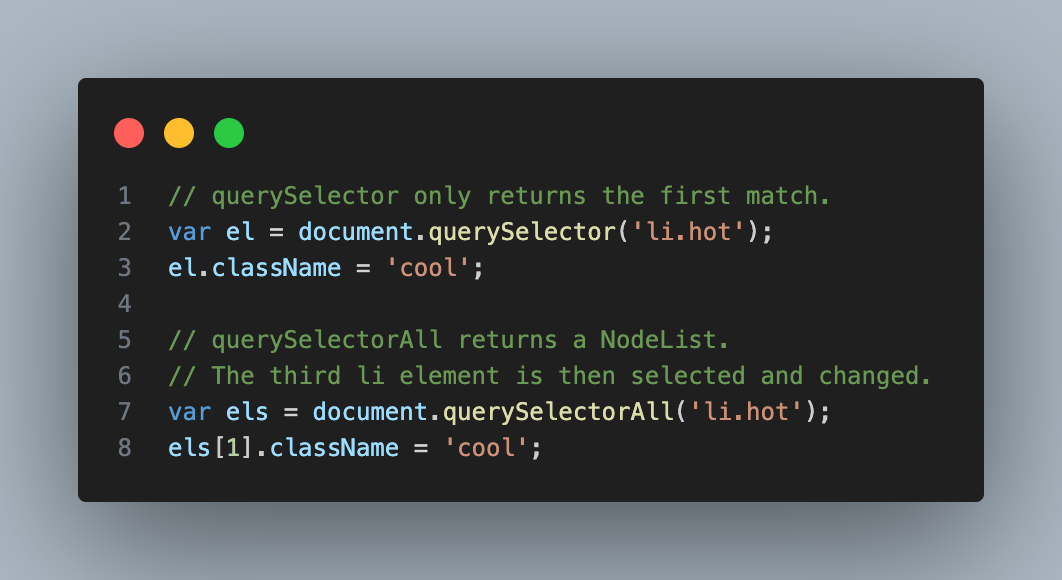 1 // querySelector only returns the first match.
2 var el = document.querySelector('li.hot');
3 el.className = 'cool';
4
5 // querySelectorAll returns a NodeList.
6 // The third li element is then selected and changed.
7 var els = document.querySelectorAll('li.hot');
8 els[1].className = 'cool';